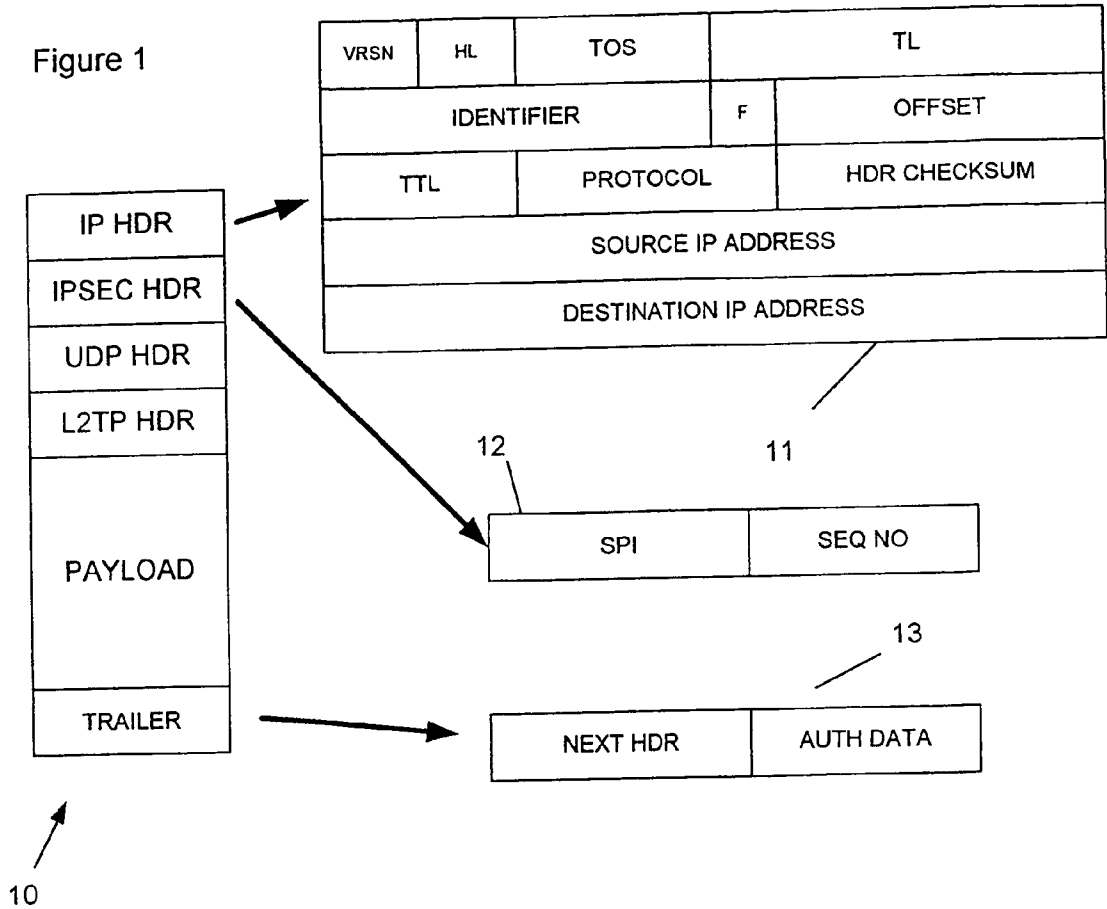 Figure 1
VRSN HL TOS TL
IDENTIFIER F OFFSET
TTL PROTOCOL HDR CHECKSUM
SOURCE IP ADDRESS
DESTINATION IP ADDRESS
11
IP HDR
IPSEC HDR
UDP HDR
L2TP HDR
PAYLOAD
TRAILER
10
12
SPI SEQ NO
13
NEXT HDR AUTH DATA